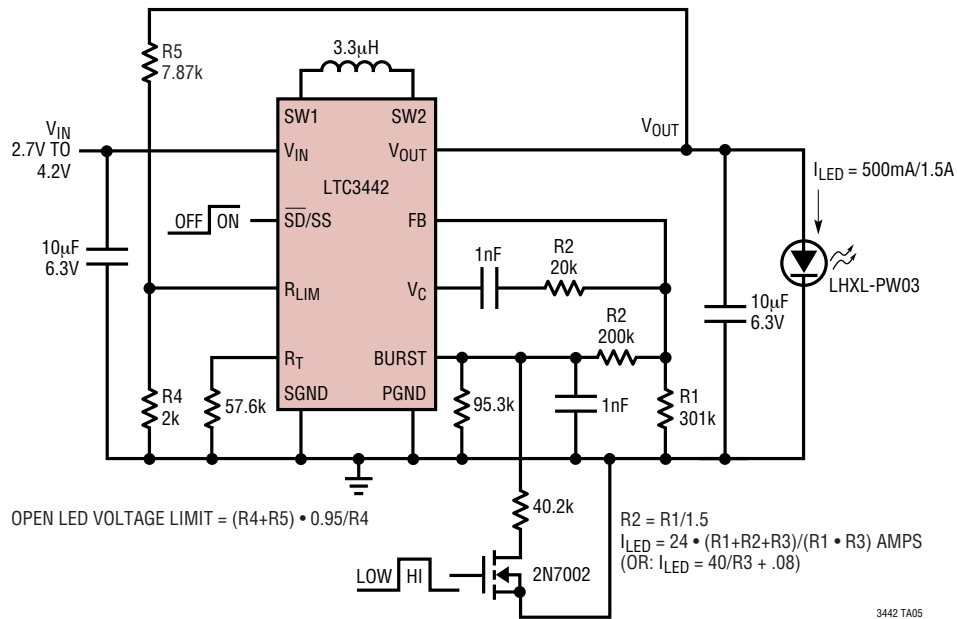 R5
7.87k
3.3µH
SW1
SW2
VIN
2.7V TO
4.2V
VIN
VOUT
VOUT
LTC3442
ILED = 500mA/1.5A
OFF
ON
SD/SS
FB
10µF
6.3V
1nF
R2
20k
LHXL-PW03
RLIM
VC
10µF
6.3V
R2
200k
RT
BURST
R4
2k
57.6k
SGND
PGND
95.3k
1nF
R1
301k
40.2k
OPEN LED VOLTAGE LIMIT = (R4+R5) • 0.95/R4
R2 = R1/1.5
ILED = 24 • (R1+R2+R3)/(R1 • R3) AMPS
(OR: ILED = 40/R3 + .08)
LOW
HI
2N7002
3442 TA05